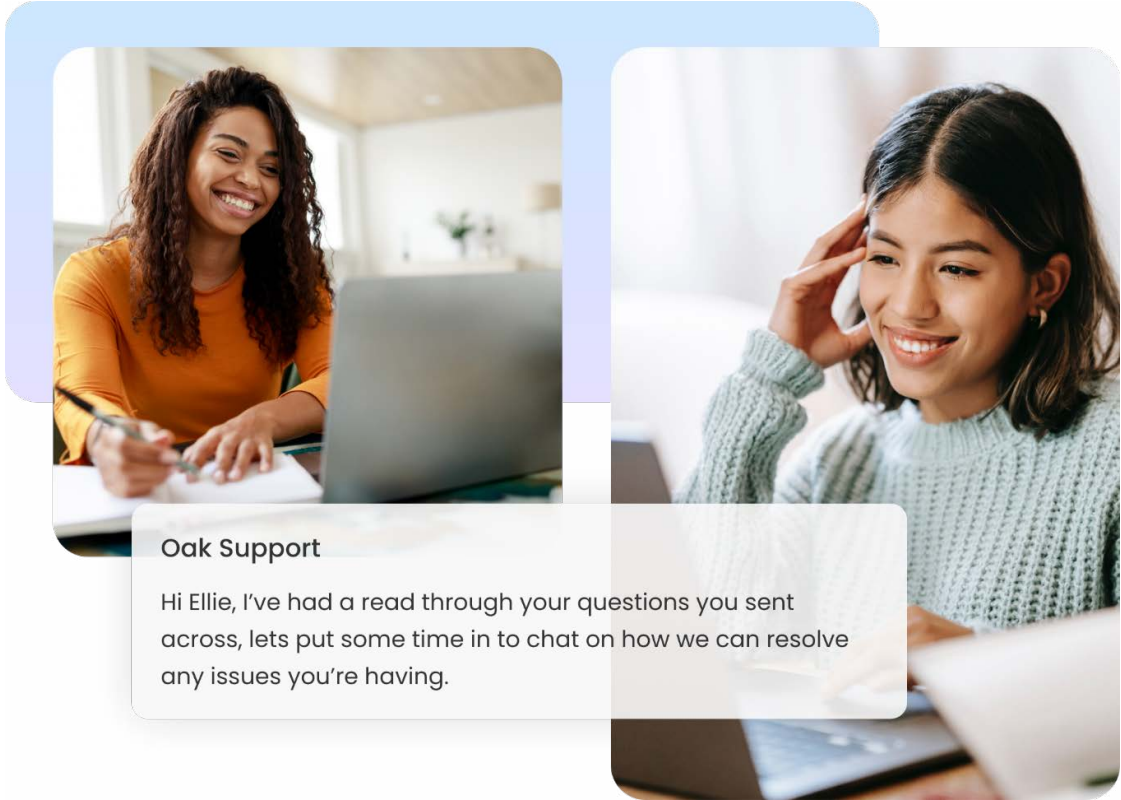 Oak Support
Hi Ellie, I’ve had a read through your questions you sent
across, lets put some time in to chat on how we can resolve
any issues you’re having.